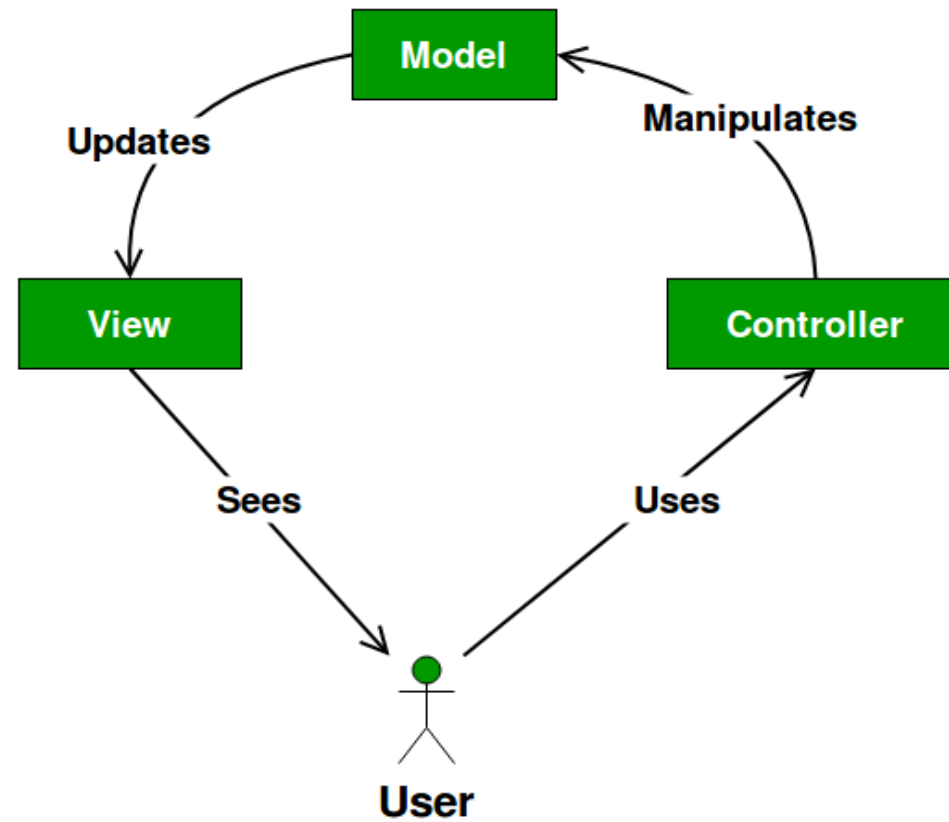 Model
Manipulates
Updates
View
Controller
Sees
Uses
User